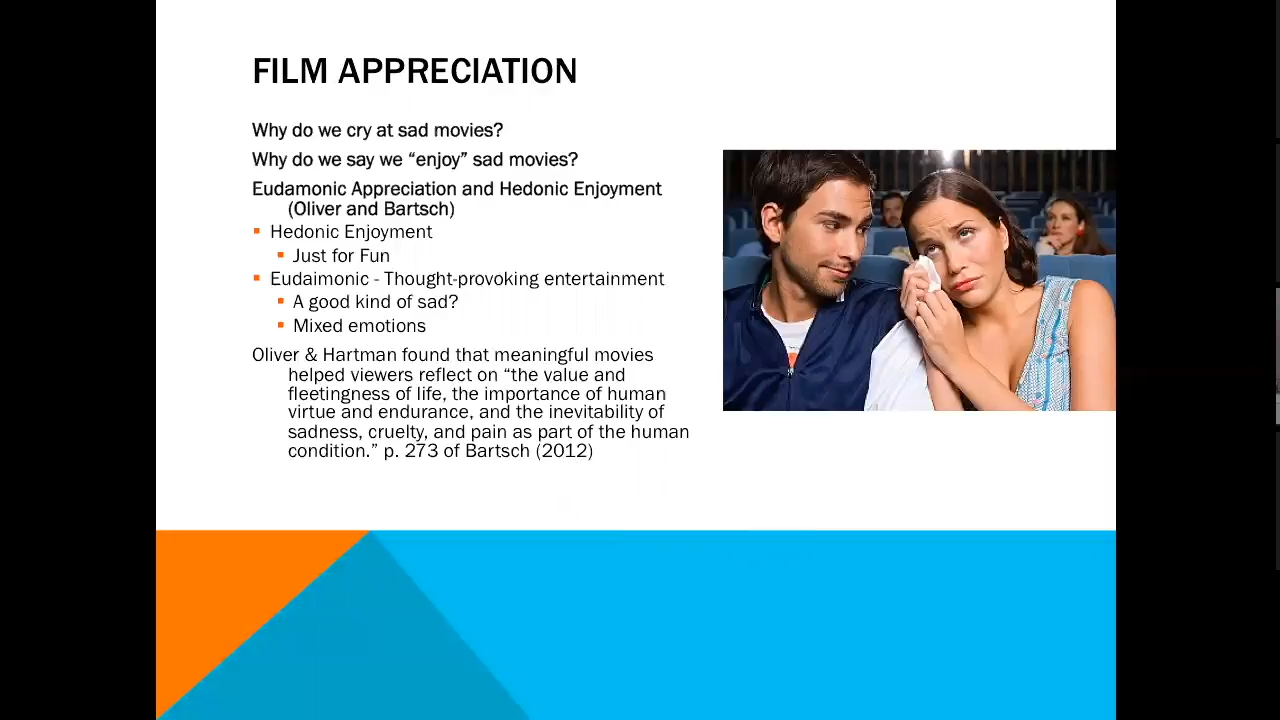 FILM APPRECIATION
Why do we cry at sad movies?
Why do we say we “enjoy” sad movies?
Eudamonic Appreciation and Hedonic Enjoyment
(Oliver and Bartsch)
Hedonic Enjoyment
Just for Fun
Eudaimonic - Thought-provoking entertainment
A good kind of sad?
Mixed emotions
Oliver & Hartman found that meaningful movies
helped viewers reflect on “the value and
fleetingness of life, the importance of human
virtue and endurance, and the inevitability of
sadness, cruelty, and pain as part of the human
condition.” p. 273 of Bartsch (2012)